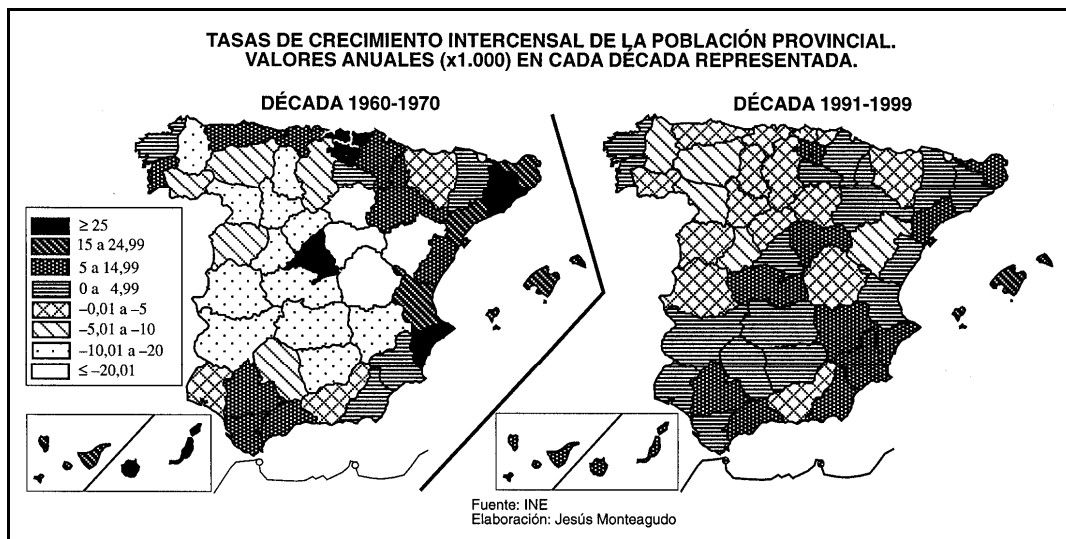 TASAS DE CRECIMIENTO INTERCENSAL DE LA POBLACIÓN PROVINCIAL.
VALORES ANUALES (x1.000) EN CADA DÉCADA REPRESENTADA.
DÉCADA 1960-1970
DÉCADA 1991-1999
≥ 25
15 a 24,99
5 a 14,99
0 a 4,99
–0,01 a –5
–5,01 a –10
–10,01 a –20
≤ –20,01
Fuente: INE
Elaboración: Jesús Monteagudo